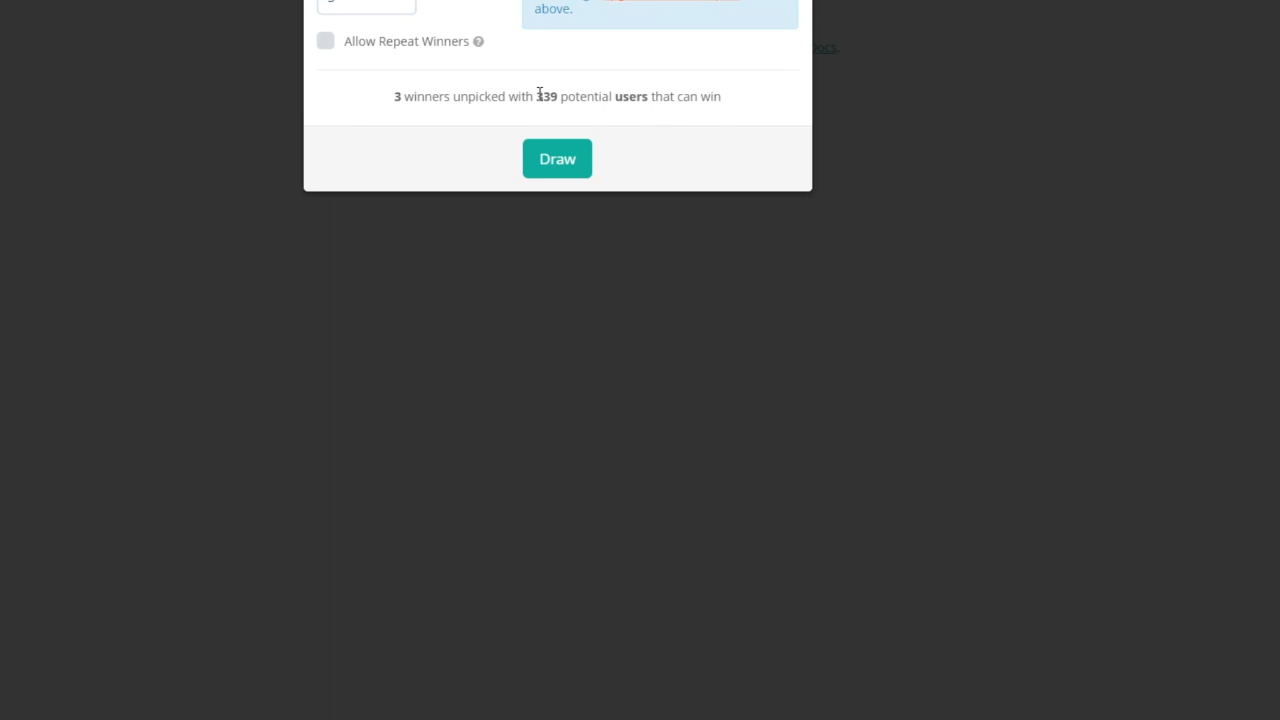 above.
Allow Repeat Winners
3 winners unpicked with 339 potential users that can win
Draw